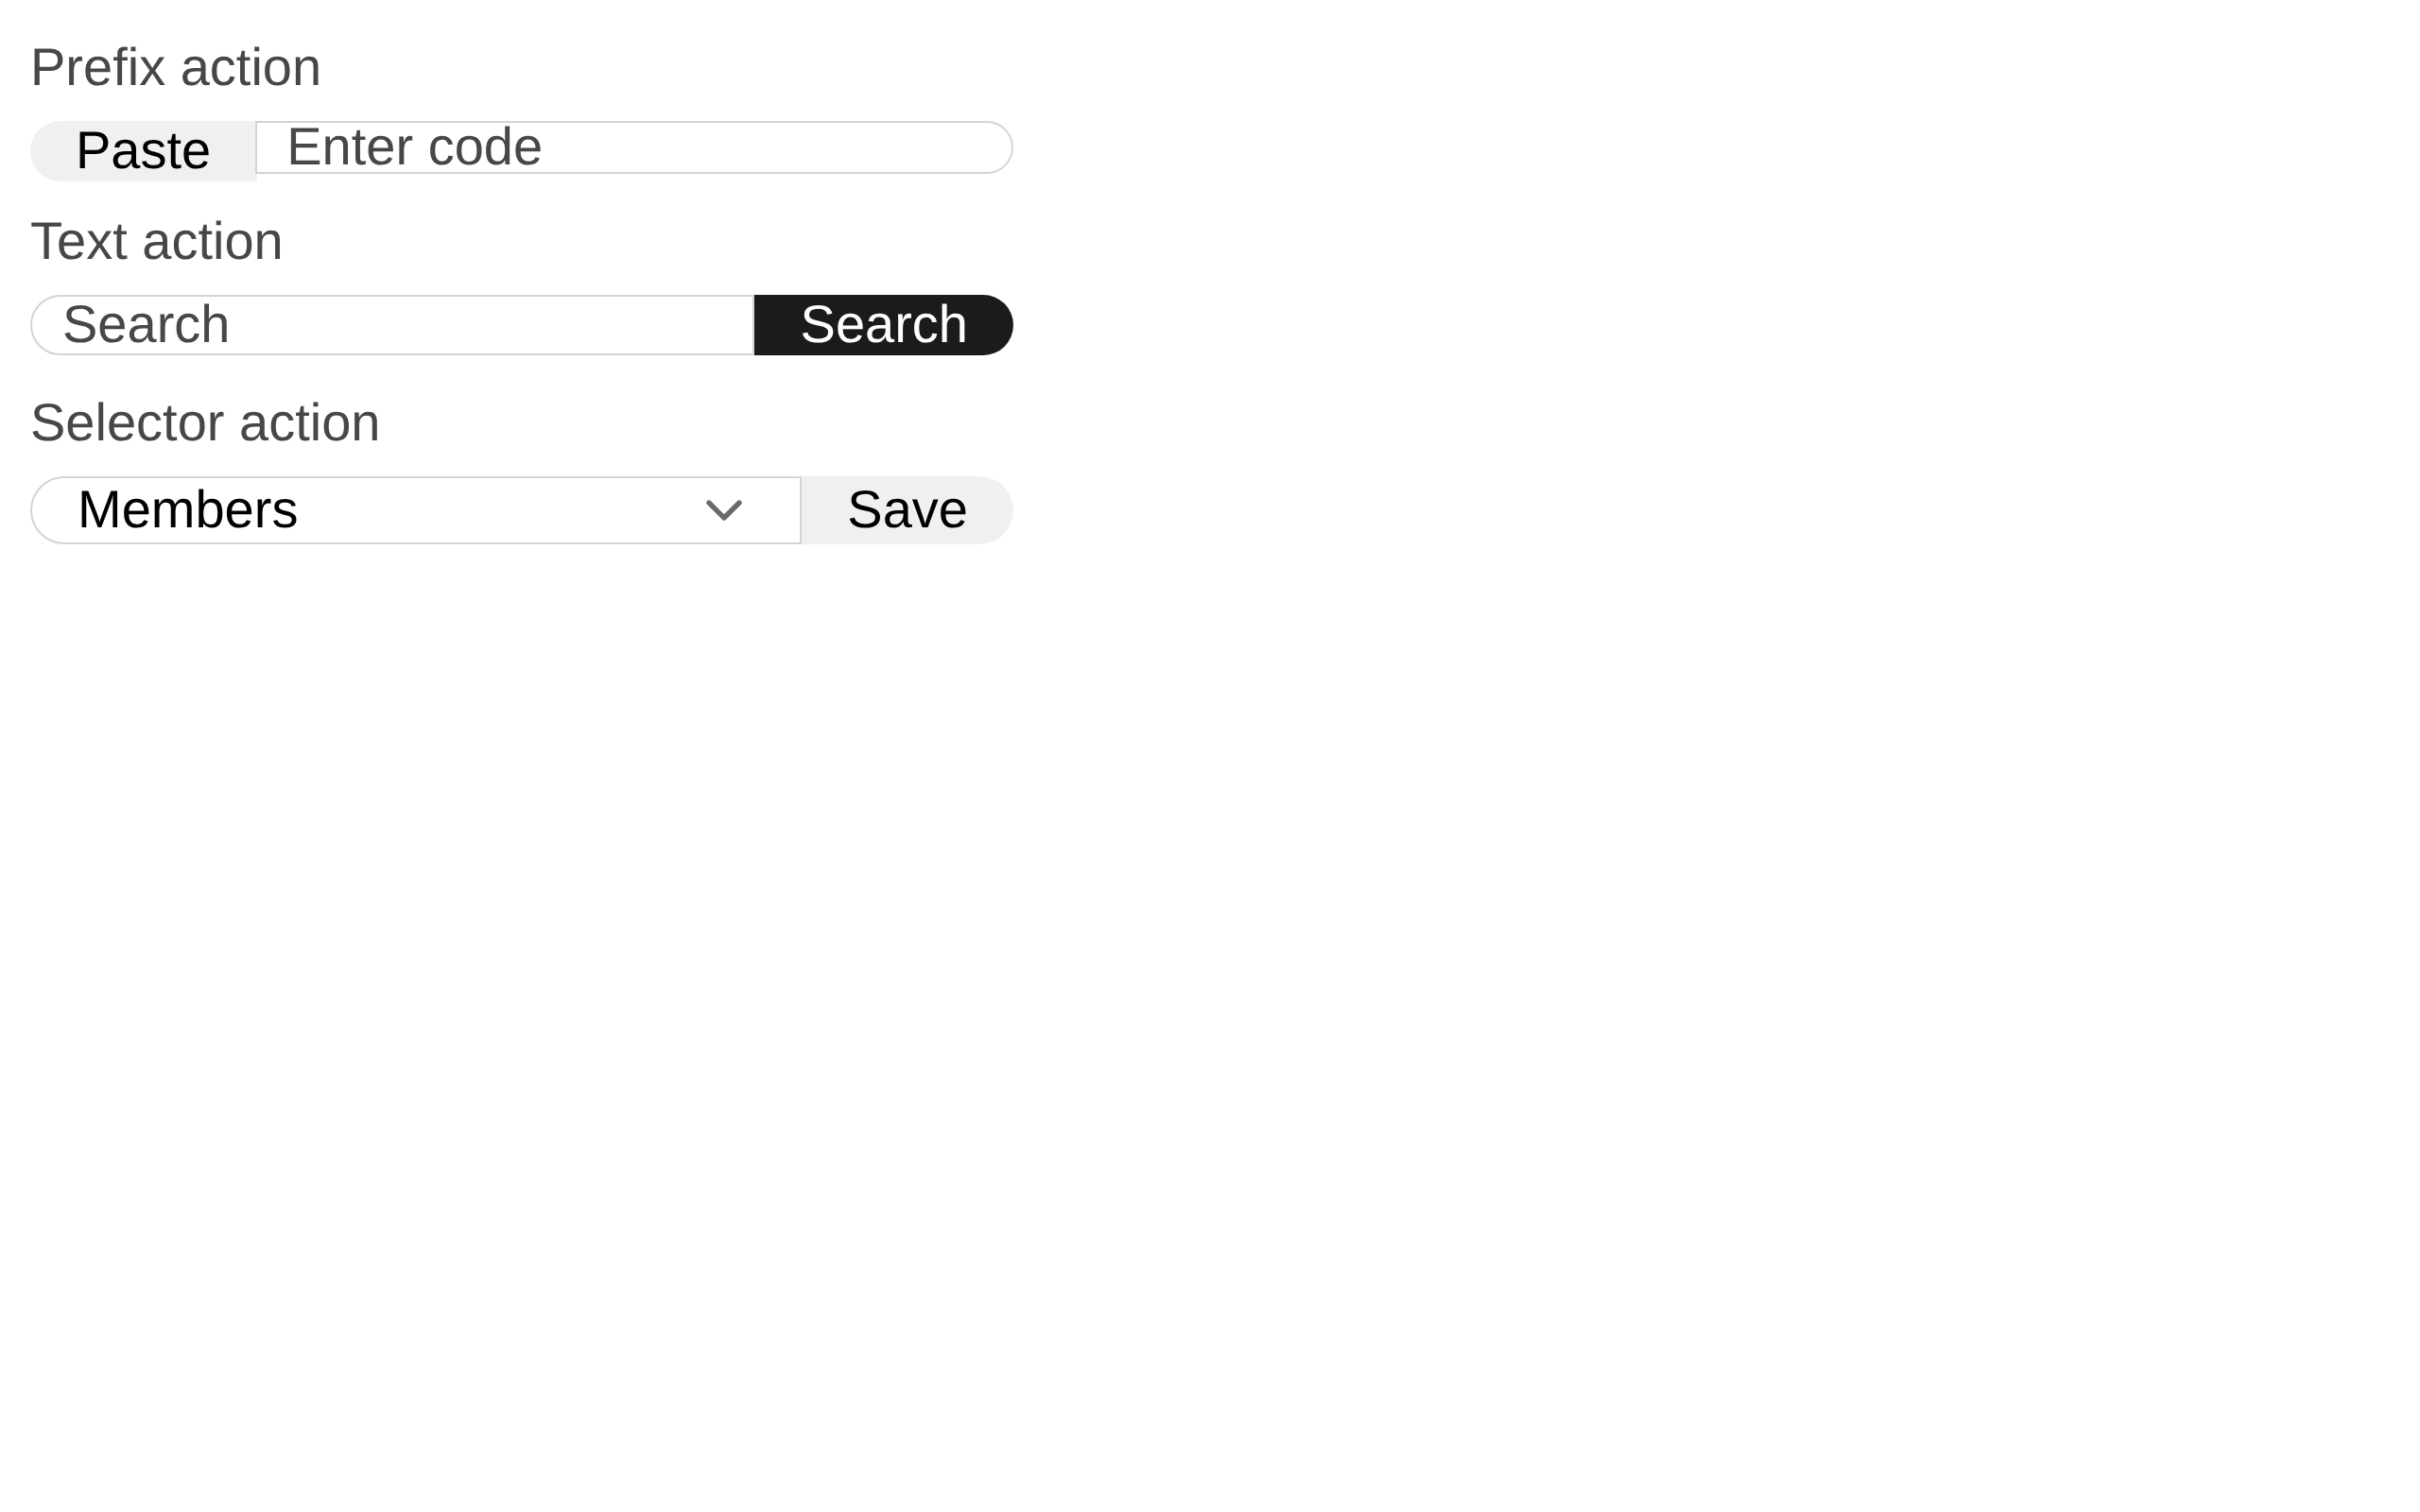 Prefix action
Paste Enter code
Text action
Search Search
Selector action
Members Save